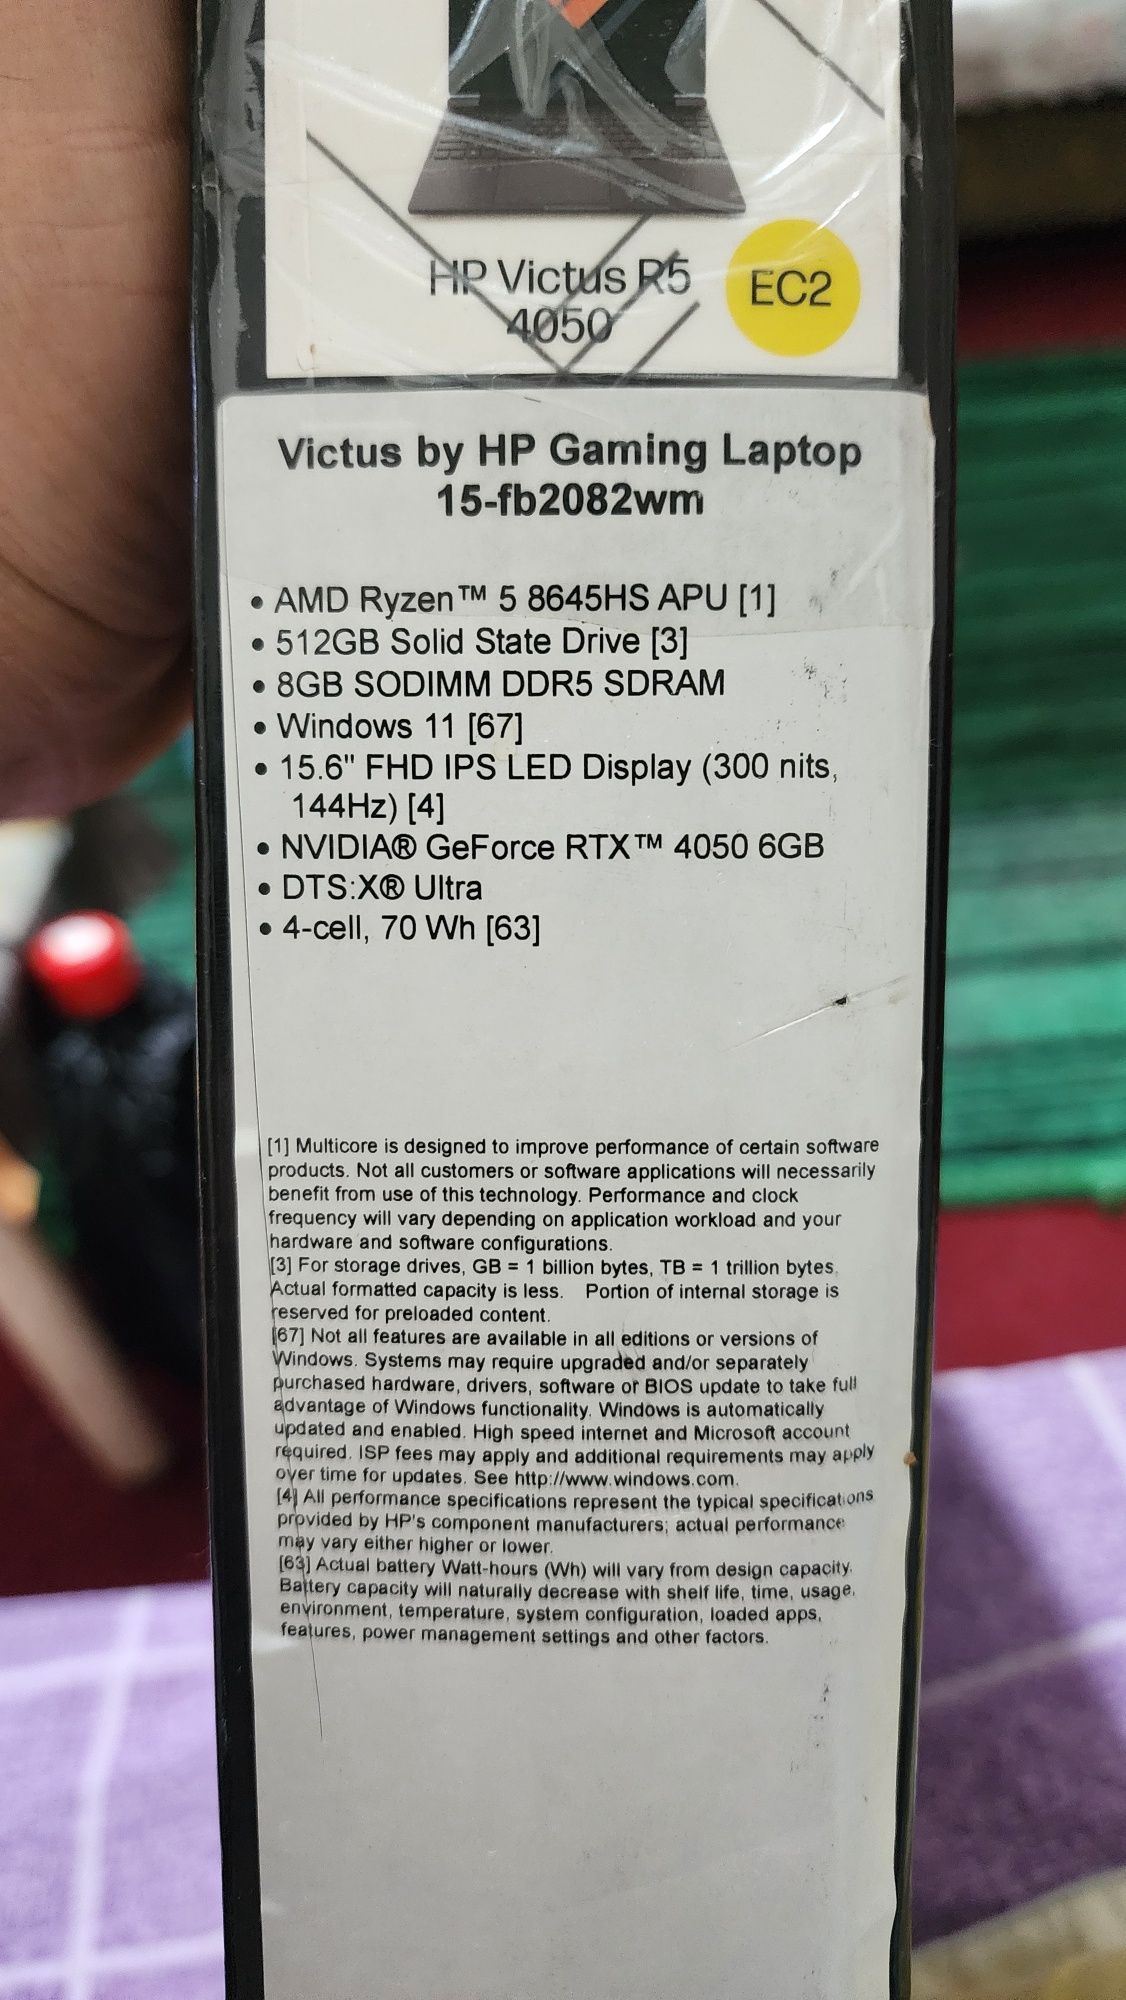 HP Victus R5
4050
EC2
Victus by HP Gaming Laptop
15-fb2082wm
• AMD Ryzen™ 5 8645HS APU [1]
• 512GB Solid State Drive [3]
• 8GB SODIMM DDR5 SDRAM
• Windows 11 [67]
• 15.6" FHD IPS LED Display (300 nits,
144Hz) [4]
• NVIDIA® GeForce RTX™ 4050 6GB
• DTS:X® Ultra
• 4-cell, 70 Wh [63]
[1] Multicore is designed to improve performance of certain software
products. Not all customers or software applications will necessarily
benefit from use of this technology. Performance and clock
frequency will vary depending on application workload and your
hardware and software configurations.
[3] For storage drives, GB = 1 billion bytes, TB = 1 trillion bytes.
Actual formatted capacity is less. Portion of internal storage is
reserved for preloaded content.
[67] Not all features are available in all editions or versions of
Windows. Systems may require upgraded and/or separately
purchased hardware, drivers, software or BIOS update to take full
advantage of Windows functionality. Windows is automatically
updated and enabled. High speed internet and Microsoft account
required. ISP fees may apply and additional requirements may apply
over time for updates. See http://www.windows.com.
[4] All performance specifications represent the typical specifications
provided by HP's component manufacturers; actual performance
may vary either higher or lower.
[63] Actual battery Watt-hours (Wh) will vary from design capacity.
Battery capacity will naturally decrease with shelf life, time, usage,
environment, temperature, system configuration, loaded apps,
features, power management settings and other factors.